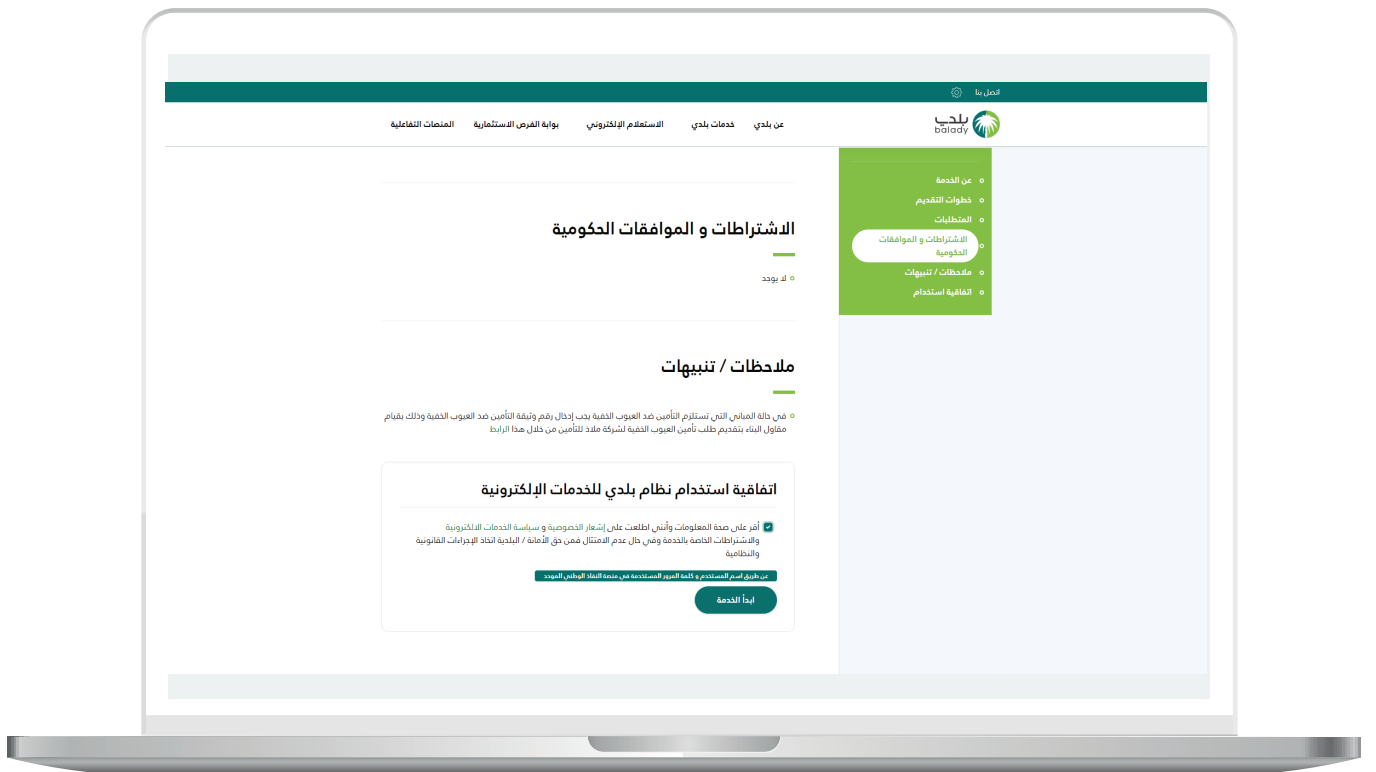 اتصل بنا
بلدي
balady
عن بلدي
خدمات بلدي
الاستعلام الإلكتروني
بوابة الفرص الاستثمارية
المنصات التفاعلية
عن الخدمة
خطوات التقديم
المتطلبات
الاشتراطات و الموافقات
الحكومية
ملاحظات / تنبيهات
اتفاقية استخدام
الاشتراطات و الموافقات الحكومية
لا يوجد
ملاحظات / تنبيهات
في حالة المباني التي تستلزم التأمين ضد العيوب الخفية يجب إدخال رقم وثيقة التأمين ضد العيوب الخفية وذلك بقيام
مقاول البناء بتقديم طلب تأمين العيوب الخفية لشركة ملاذ للتأمين من خلال هذا الرابط
اتفاقية استخدام نظام بلدي للخدمات الإلكترونية
أقر على صحة المعلومات وأنني اطلعت على إشعار الخصوصية و سياسة الخدمات الالكترونية
والاشتراطات الخاصة بالخدمة وفي حال عدم الامتثال فمن حق الأمانة / البلدية اتخاذ الإجراءات القانونية
والنظامية
عن طريق اسم المستخدم و كلمة المرور المستخدمة في منصة النفاذ الوطني الموحد
ابدأ الخدمة